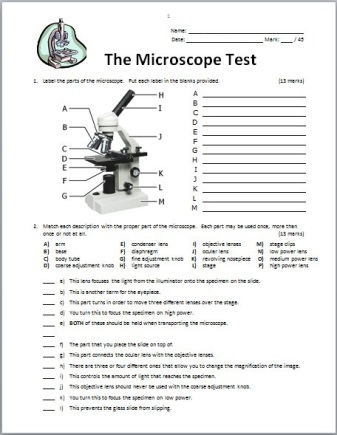 1
Name:
Date: Mark: / 45
The Microscope Test
1. Label the parts of the microscope. Put each label in the blanks provided. (13 marks)
A
B
C
D
E
F
G
H
I
J
K
L
M
A
B
C
D
E
F
G
H
I
J
K
L
M
2. Match each description with the proper part of the microscope. Each part may be used once, more than once or not at all. (13 marks)
A) arm E) condenser lens I) objective lenses M) stage clips
B) base F) diaphragm J) ocular lens N) low power lens
C) body tube G) fine adjustment knob K) revolving nosepiece O) medium power lens
D) coarse adjustment knob H) light source L) stage P) high power lens
a) This lens focuses the light from the illuminator onto the specimen on the slide.
b) This is another term for the eyepiece.
c) This part turns in order to move three different lenses over the stage.
d) You turn this to focus the specimen on high power.
e) BOTH of these should be held when transporting the microscope.
f) The part that you place the slide on top of.
g) This part connects the ocular lens with the objective lenses.
h) There are three or four different ones that allow you to change the magnification of the image.
i) This controls the amount of light that reaches the specimen.
j) This objective lens should never be used with the coarse adjustment knob.
k) You turn this to focus the specimen on low power.
l) This prevents the glass slide from slipping.